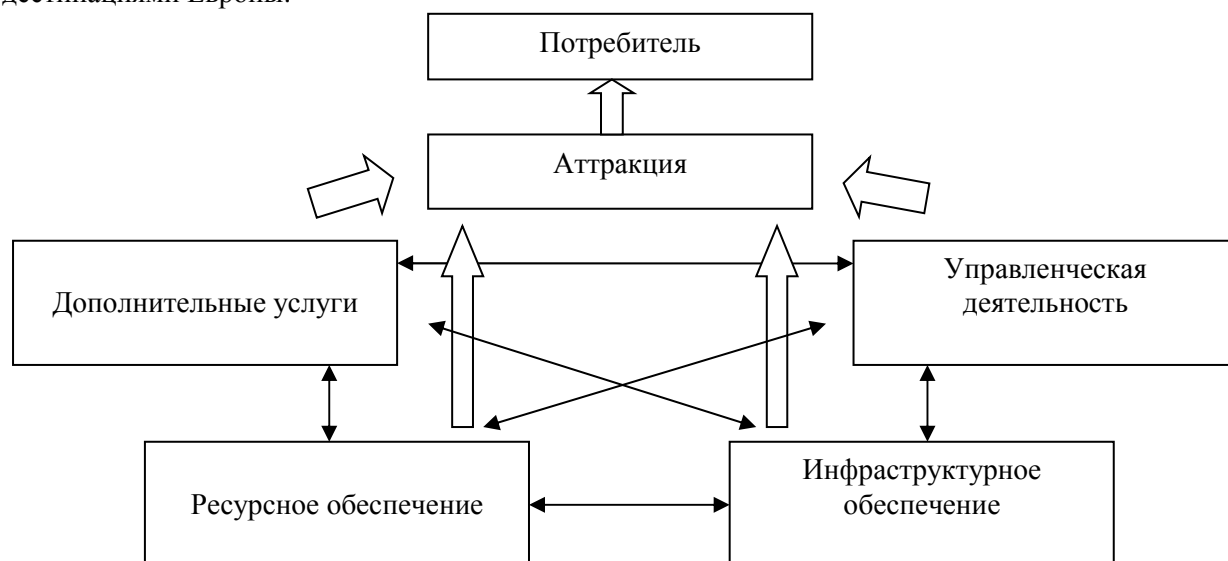 дестинациями Европы.
Потребитель
Аттракция
Дополнительные услуги
Управленческая
деятельность
Ресурсное обеспечение
Инфраструктурное
обеспечение